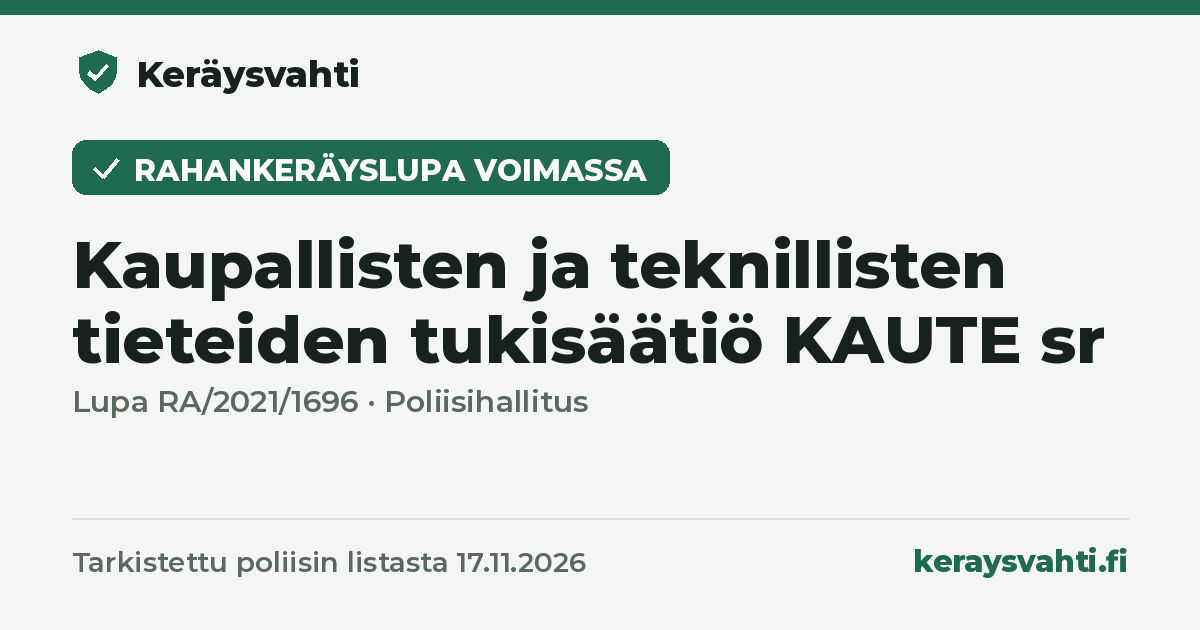 Keräysvahti
RAHANKERÄYSLUPA VOIMASSA
Kaupallisten ja teknillisten
tieteiden tukisäätiö KAUTE sr
Lupa RA/2021/1696 · Poliisihallitus
Tarkistettu poliisin listasta 17.11.2026
keraysvahti.fi